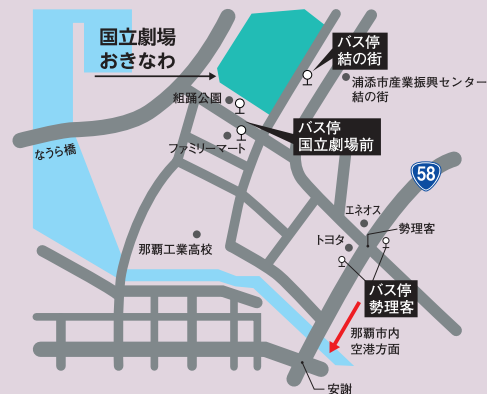 国立劇場
おきなわ
バス停
結の街
浦添市産業振興センター
結の街
組踊公園
バス停
国立劇場前
ファミリーマート
なうら橋
58
エネオス
勢理客
トヨタ
那覇工業高校
バス停
勢理客
那覇市内
空港方面
安謝